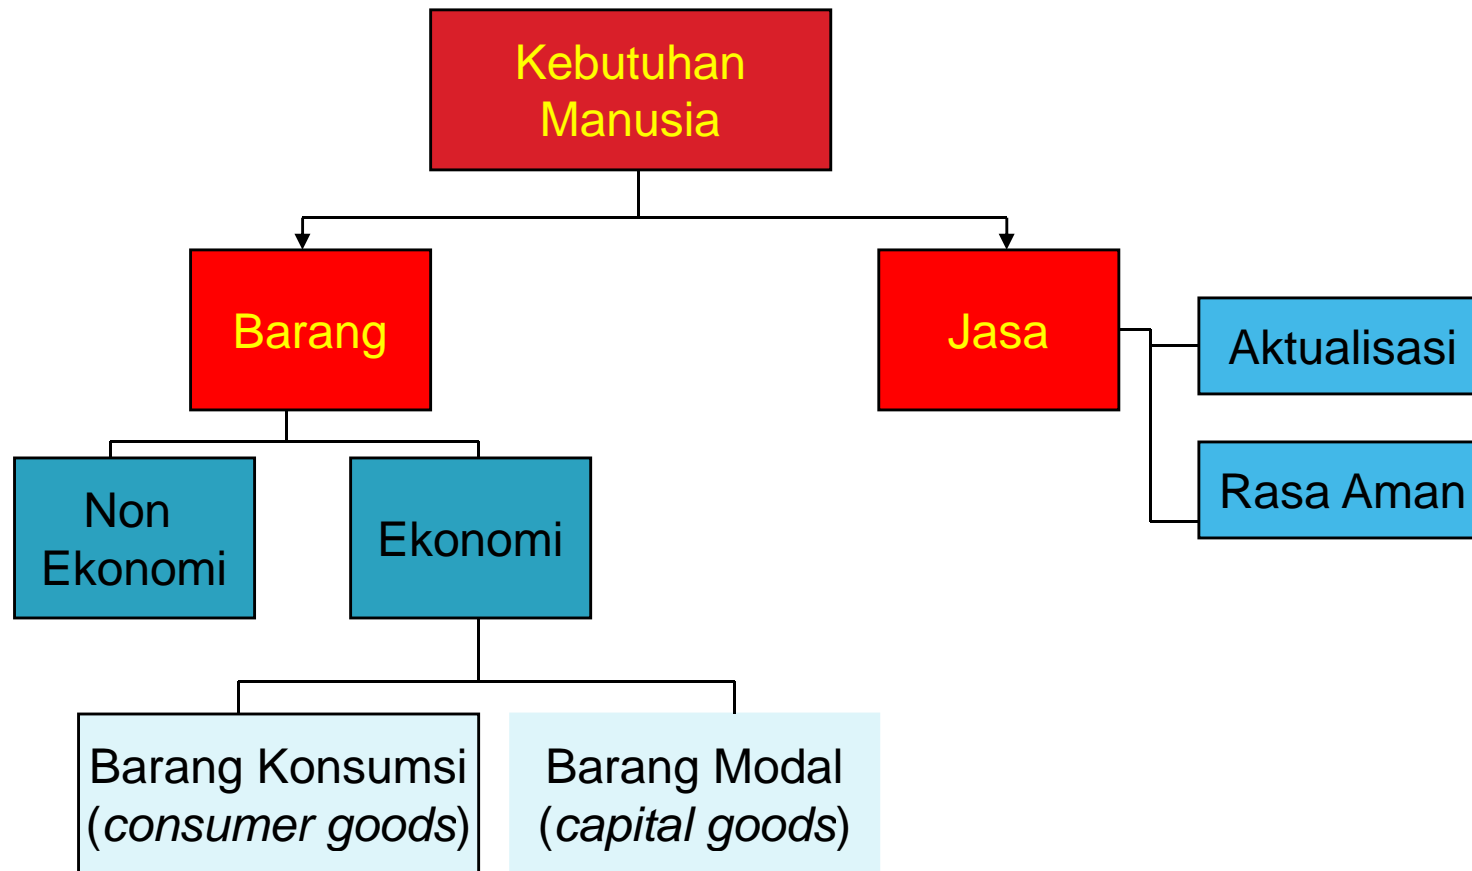 Kebutuhan
Manusia
Barang
Jasa
Aktualisasi
Rasa Aman
Non
Ekonomi
Ekonomi
Barang Konsumsi
(consumer goods)
Barang Modal
(capital goods)